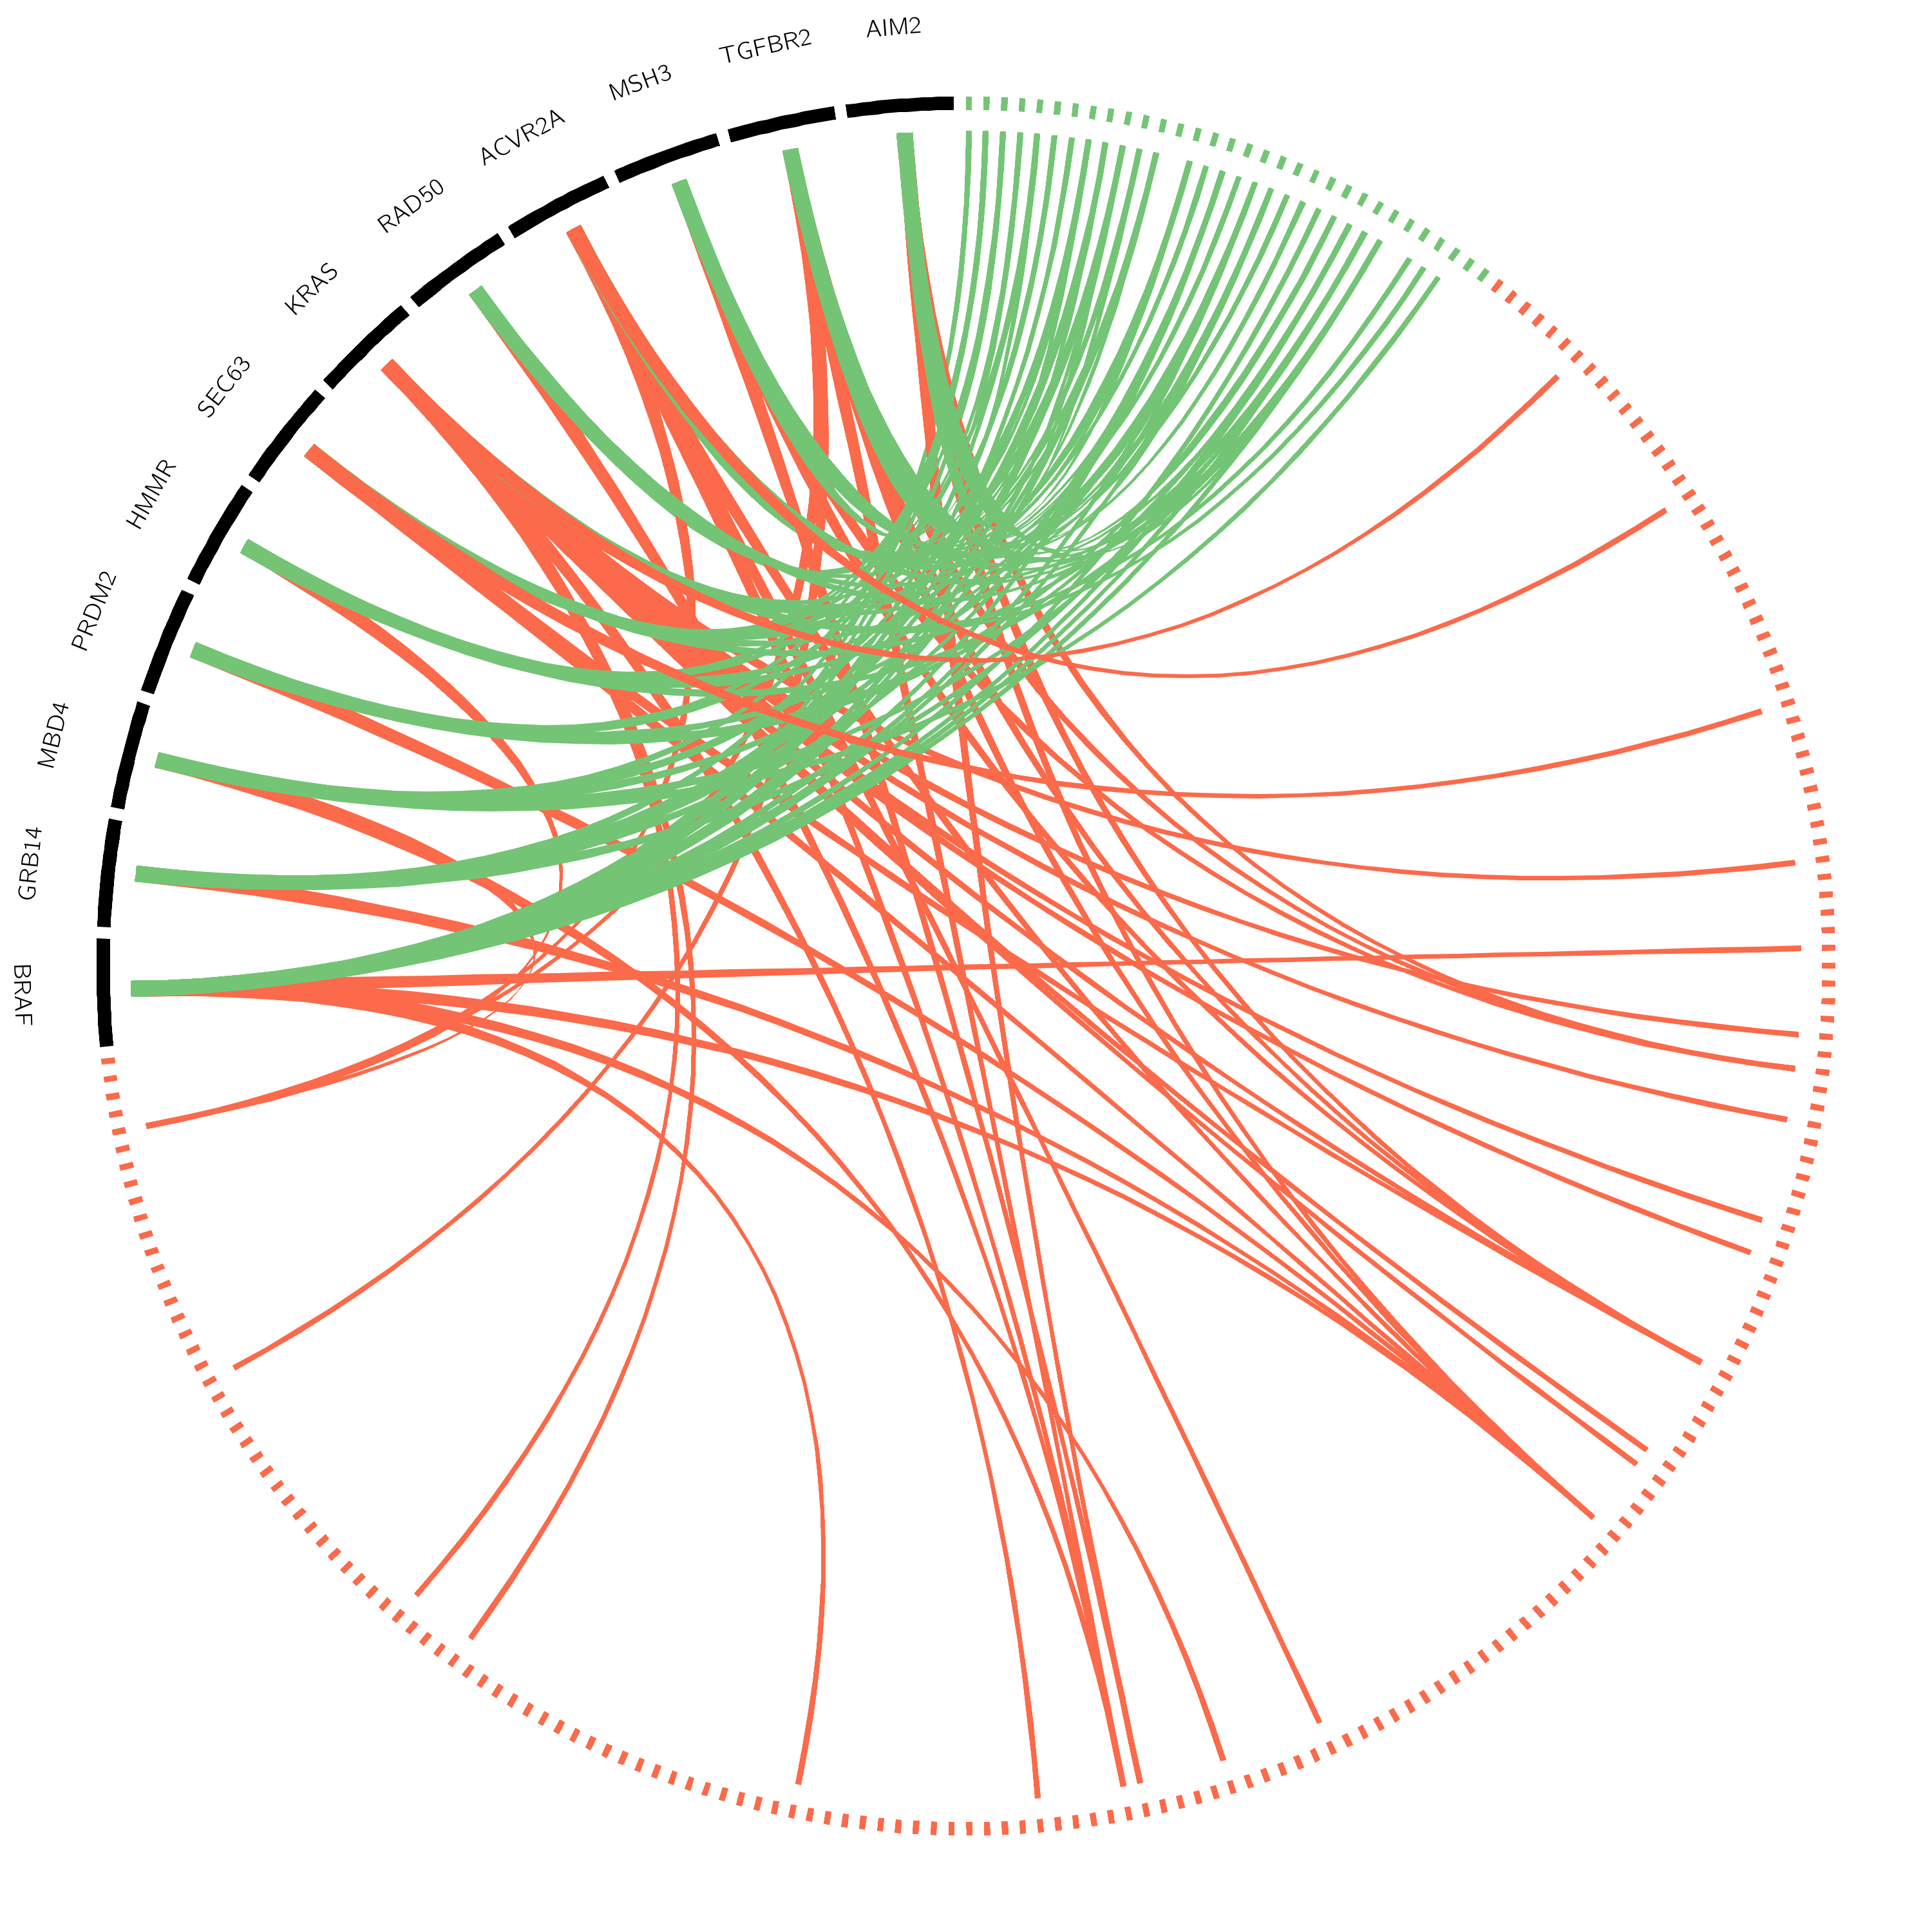 AIM2
TGFBR2
MSH3
ACVR2A
RAD50
KRAS
SEC63
HMMR
PRDM2
MBD4
GRB14
BRAF